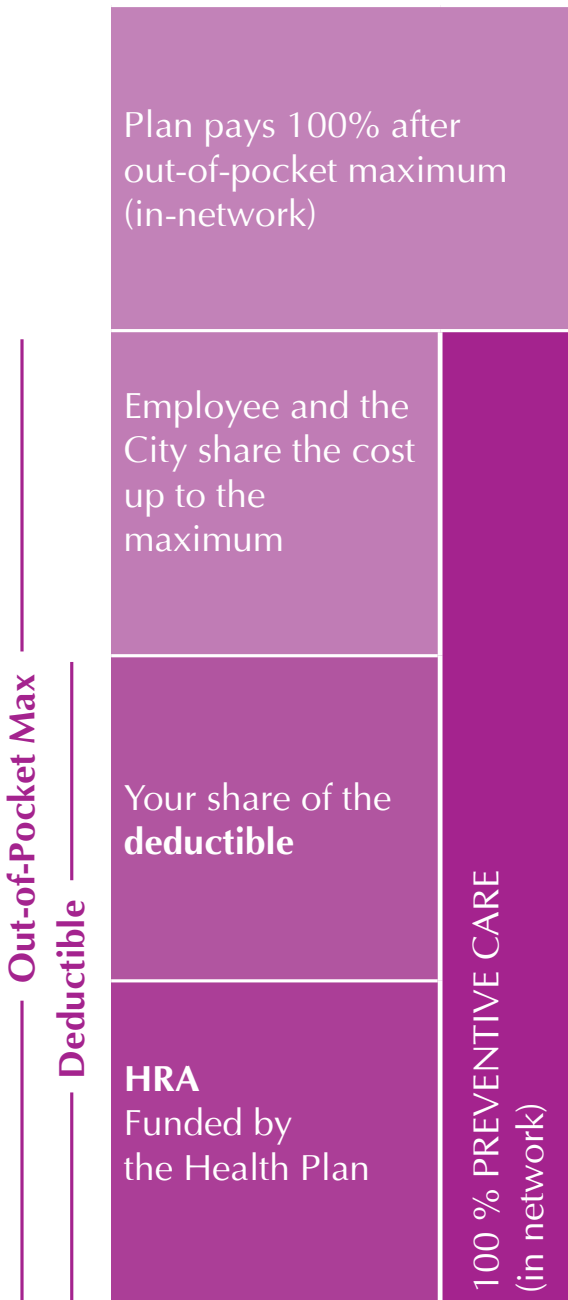 Plan pays 100% after
out-of-pocket maximum
(in-network)
Employee and the
City share the cost
up to the
maximum
Out-of-Pocket Max
Deductible
Your share of the
deductible
HRA
Funded by
the Health Plan
100 % PREVENTIVE CARE
(in network)